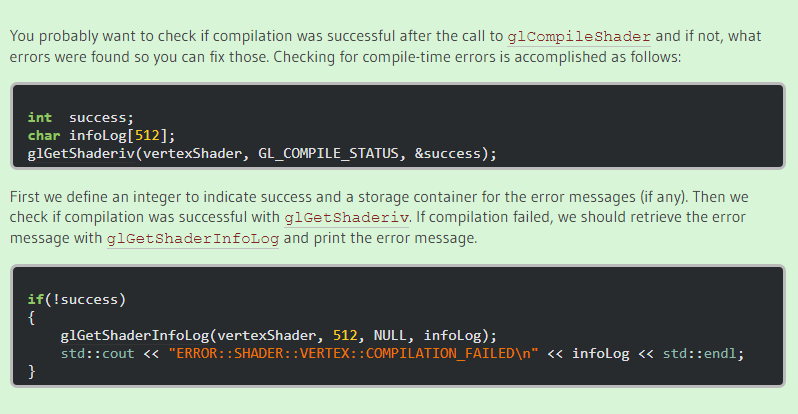 You probably want to check if compilation was successful after the call to glCompileShader and if not, what
errors were found so you can fix those. Checking for compile-time errors is accomplished as follows:
int  success;
char infoLog[512];
glGetShaderiv(vertexShader, GL_COMPILE_STATUS, &success);
First we define an integer to indicate success and a storage container for the error messages (if any). Then we
check if compilation was successful with glGetShaderiv. If compilation failed, we should retrieve the error
message with glGetShaderInfoLog and print the error message.
if(!success)
{
    glGetShaderInfoLog(vertexShader, 512, NULL, infoLog);
    std::cout << "ERROR::SHADER::VERTEX::COMPILATION_FAILED\n" << infoLog << std::endl;
}